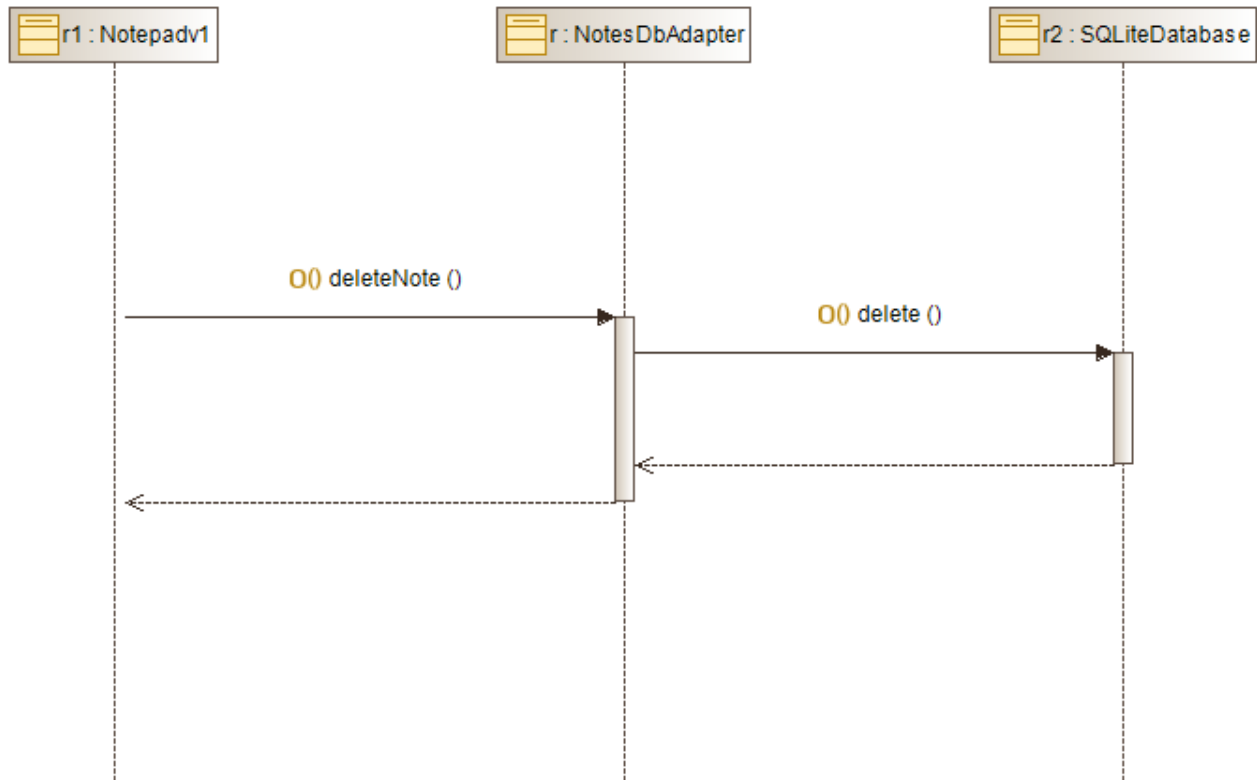 r1 : Notepadv1
r : NotesDbAdapter
r2 : SQLiteDatabase
O() deleteNote ()
O() delete ()